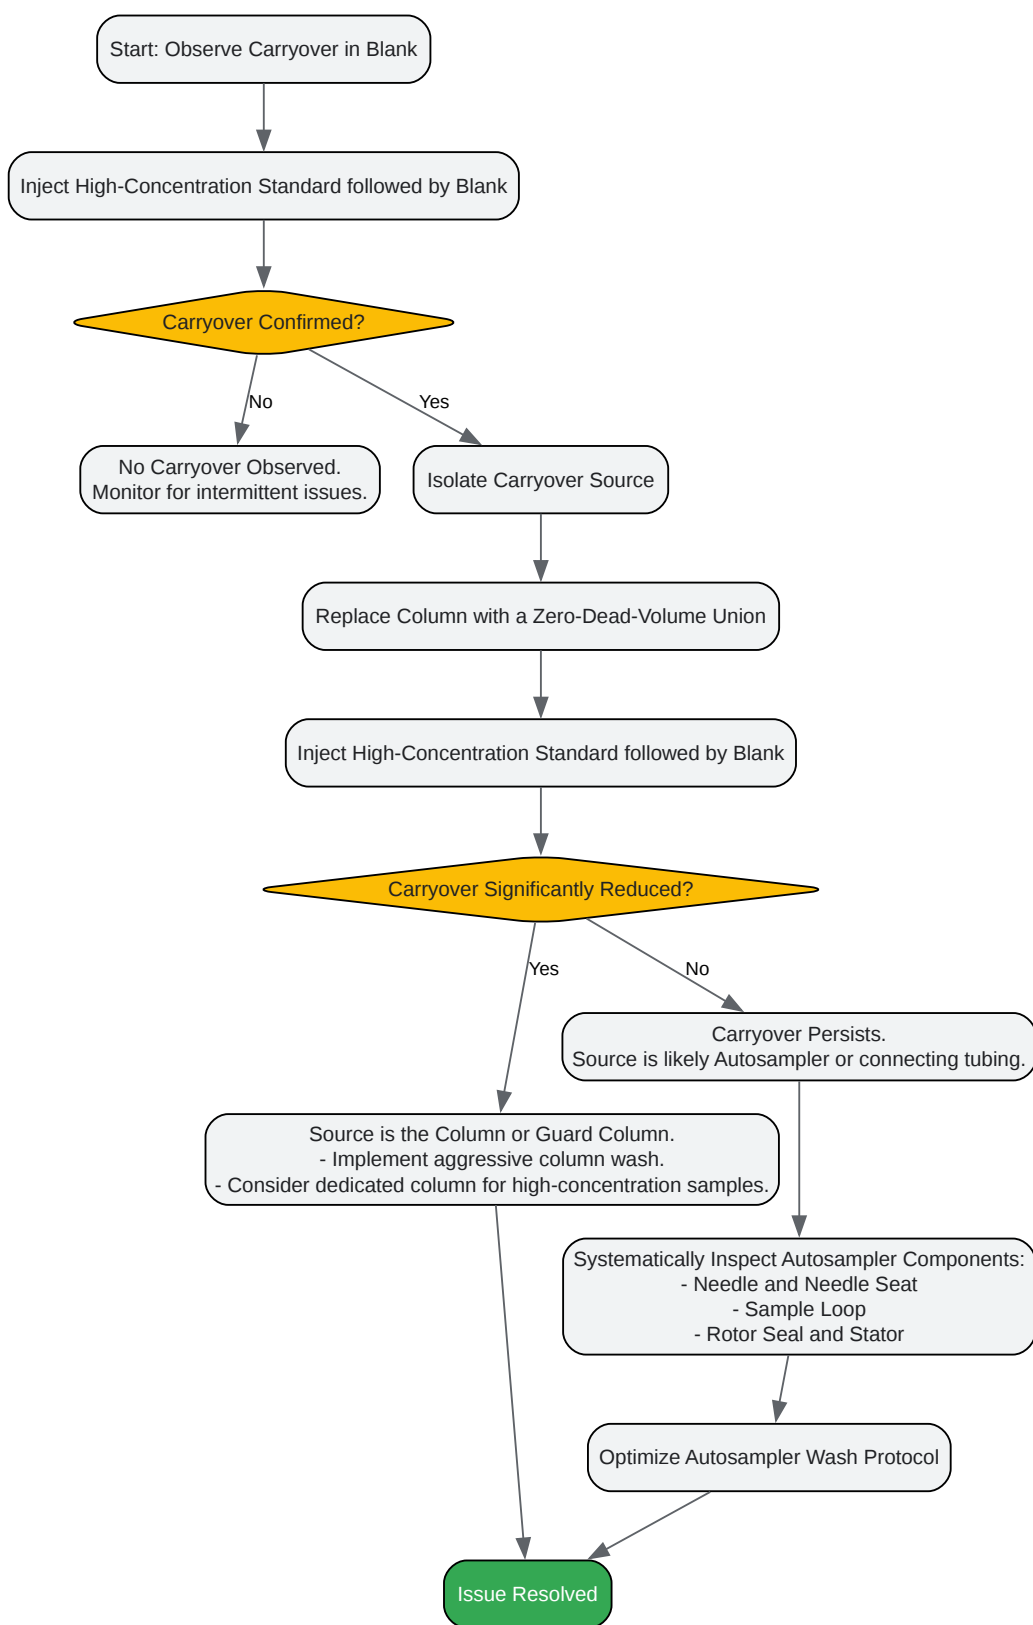 Start: Observe Carryover in Blank
Inject High-Concentration Standard followed by Blank
Carryover Confirmed?
No
Yes
No Carryover Observed.
Monitor for intermittent issues.
Isolate Carryover Source
Replace Column with a Zero-Dead-Volume Union
Inject High-Concentration Standard followed by Blank
Carryover Significantly Reduced?
Yes
No
Carryover Persists.
Source is likely Autosampler or connecting tubing.
Source is the Column or Guard Column.
- Implement aggressive column wash.
- Consider dedicated column for high-concentration samples.
Systematically Inspect Autosampler Components:
- Needle and Needle Seat
- Sample Loop
- Rotor Seal and Stator
Optimize Autosampler Wash Protocol
Issue Resolved